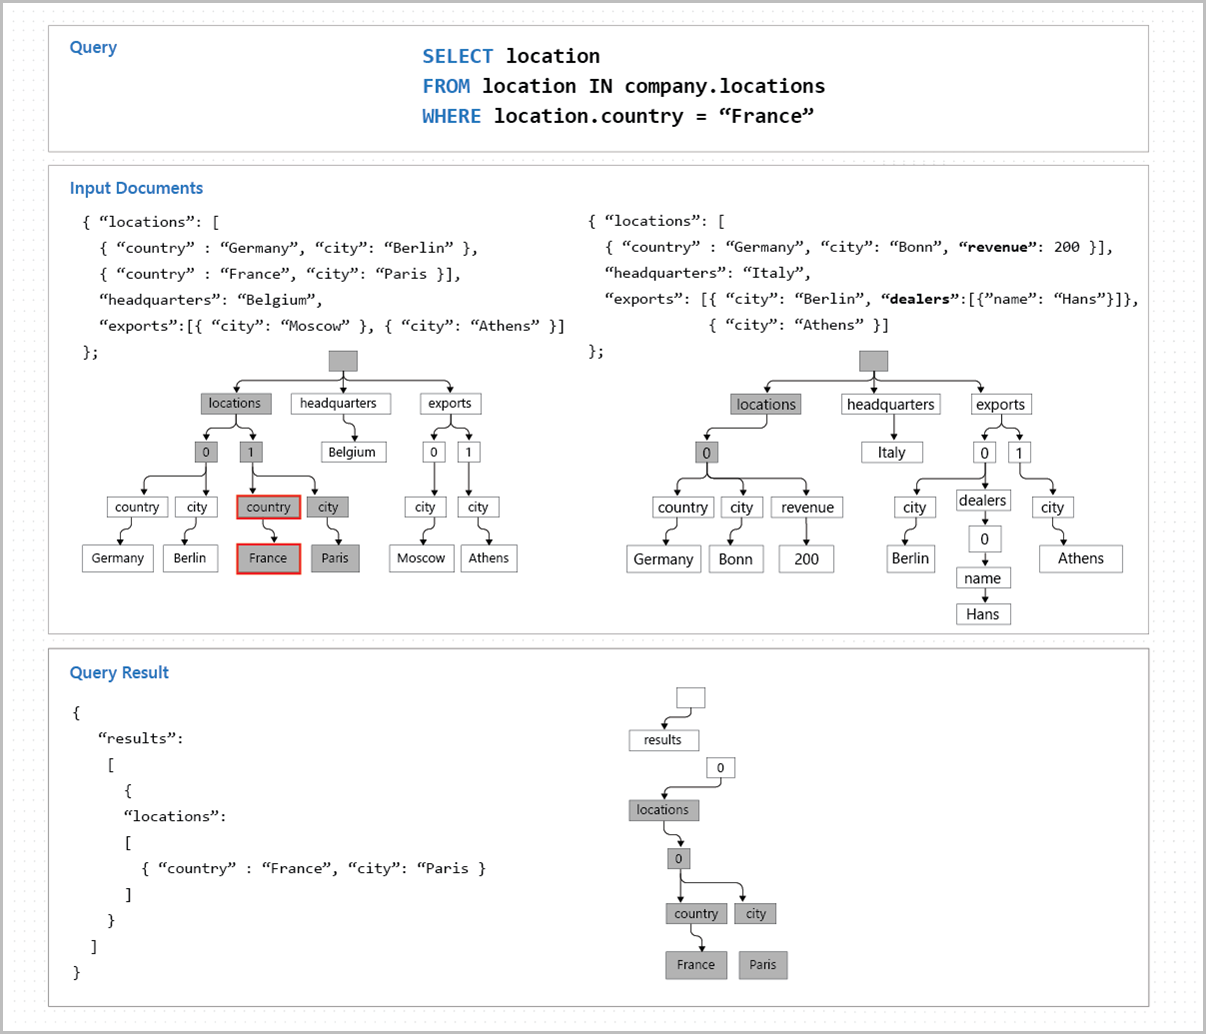 Query
SELECT location
FROM location IN company.locations
WHERE location.country = “France”
Input Documents
{ “locations”: [
{ “country” : “Germany”, “city”: “Berlin” },
{ “country” : “France”, “city”: “Paris }],
“headquarters”: “Belgium”,
“exports”:[{ “city”: “Moscow” }, { “city”: “Athens” }]
};
locations headquarters exports
0 1 Belgium 0 1
country city country city city city
Germany Berlin France Paris Moscow Athens
{ “locations”: [
{ “country” : “Germany”, “city”: “Bonn”, “revenue”: 200 }],
“headquarters”: “Italy”,
“exports”: [{ “city”: “Berlin”, “dealers”:[{”name”: “Hans”}]},
{ “city”: “Athens” }]
};
locations headquarters exports
0 Italy 0 1
country city revenue city dealers city
Germany Bonn 200 Berlin 0 Athens
name
Hans
Query Result
{
“results”:
[
{
“locations”:
[
{ “country” : “France”, “city”: “Paris }
]
}
]
}
results
0
locations
0
country city
France Paris